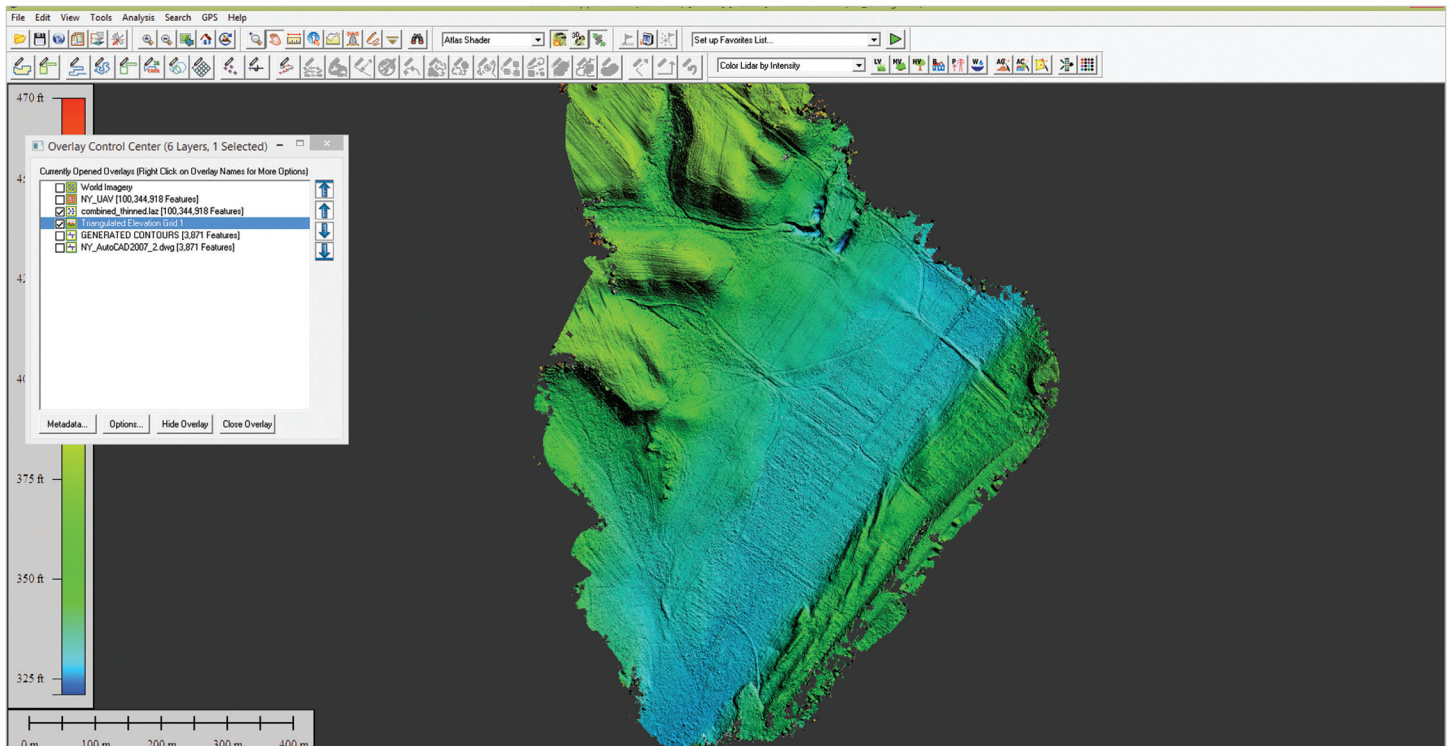 File Edit View Tools Analysis Search GPS Help
Atlas Shader
Set up Favorites List...
Color Lidar by Intensity
470 ft
Overlay Control Center (6 Layers, 1 Selected)
Currently Opened Overlays (Right Click on Overlay Names for More Options)
World Imagery
NY_UAV [100,344,918 Features]
combined_thinned.laz [100,344,918 Features]
Triangulated Elevation Grid 1
GENERATED CONTOURS [3,871 Features]
NY_AutoCAD2007_2.dwg [3,871 Features]
Metadata... Options... Hide Overlay Close Overlay
375 ft
350 ft
325 ft
0 m 100 m 200 m 300 m 400 m